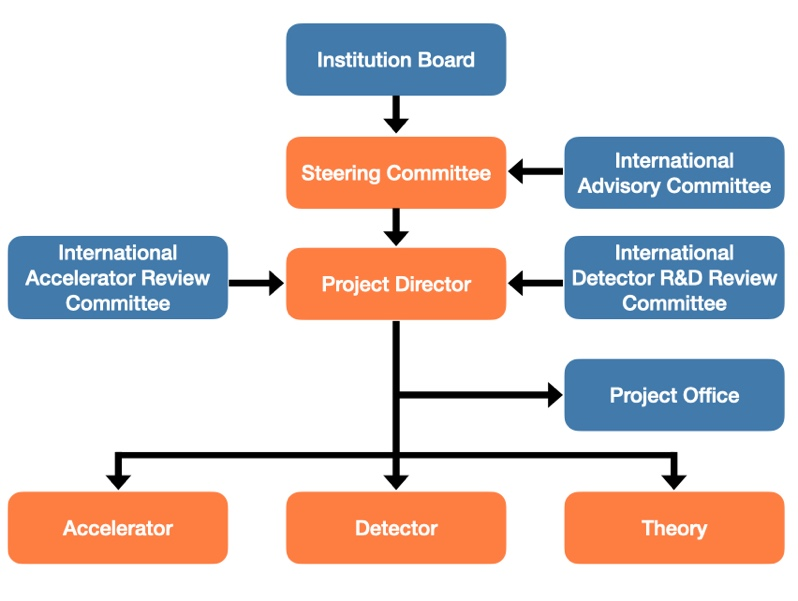 Institution Board
Steering Committee
International
Advisory Committee
International
Accelerator Review
Committee
Project Director
International
Detector R&D Review
Committee
Project Office
Accelerator
Detector
Theory